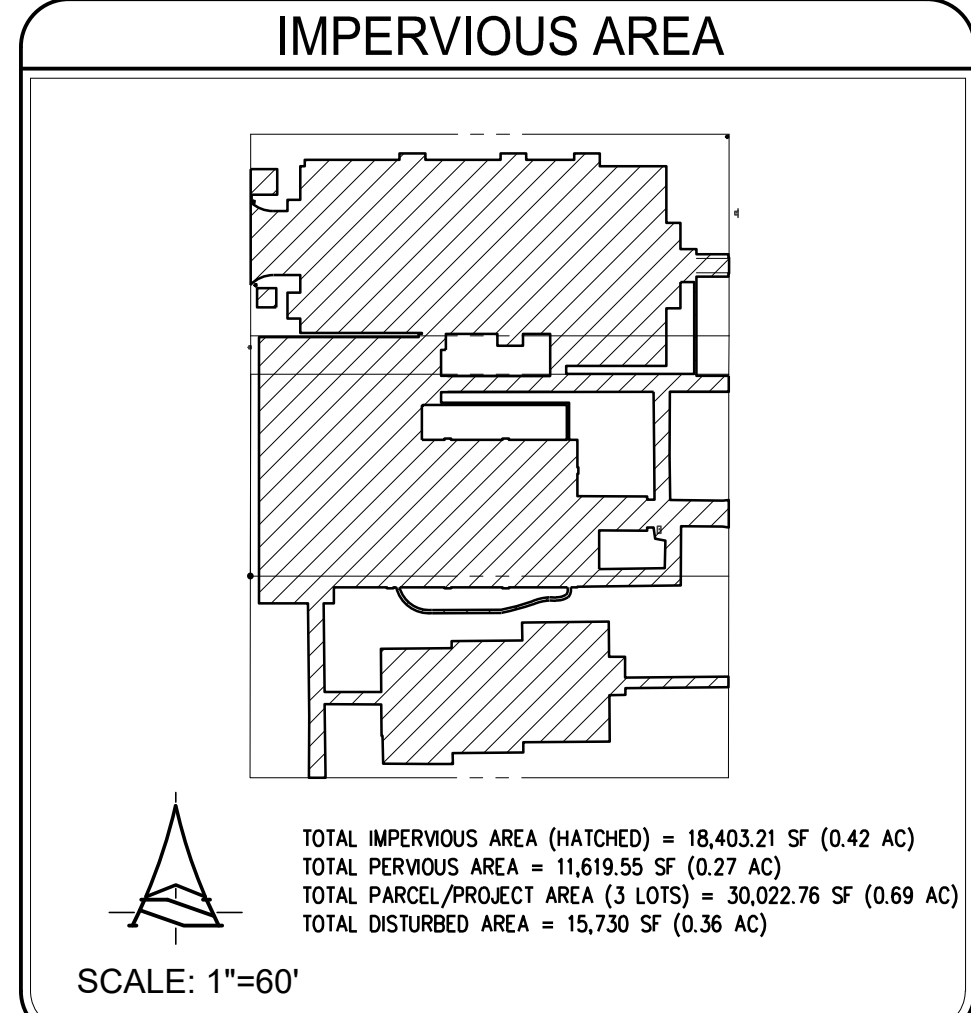 IMPERVIOUS AREA
TOTAL IMPERVIOUS AREA (HATCHED) = 18,403.21 SF (0.42 AC)
TOTAL PERVIOUS AREA = 11,619.55 SF (0.27 AC)
TOTAL PARCEL/PROJECT AREA (3 LOTS) = 30,022.76 SF (0.69 AC)
TOTAL DISTURBED AREA = 15,730 SF (0.36 AC)
SCALE: 1"=60'